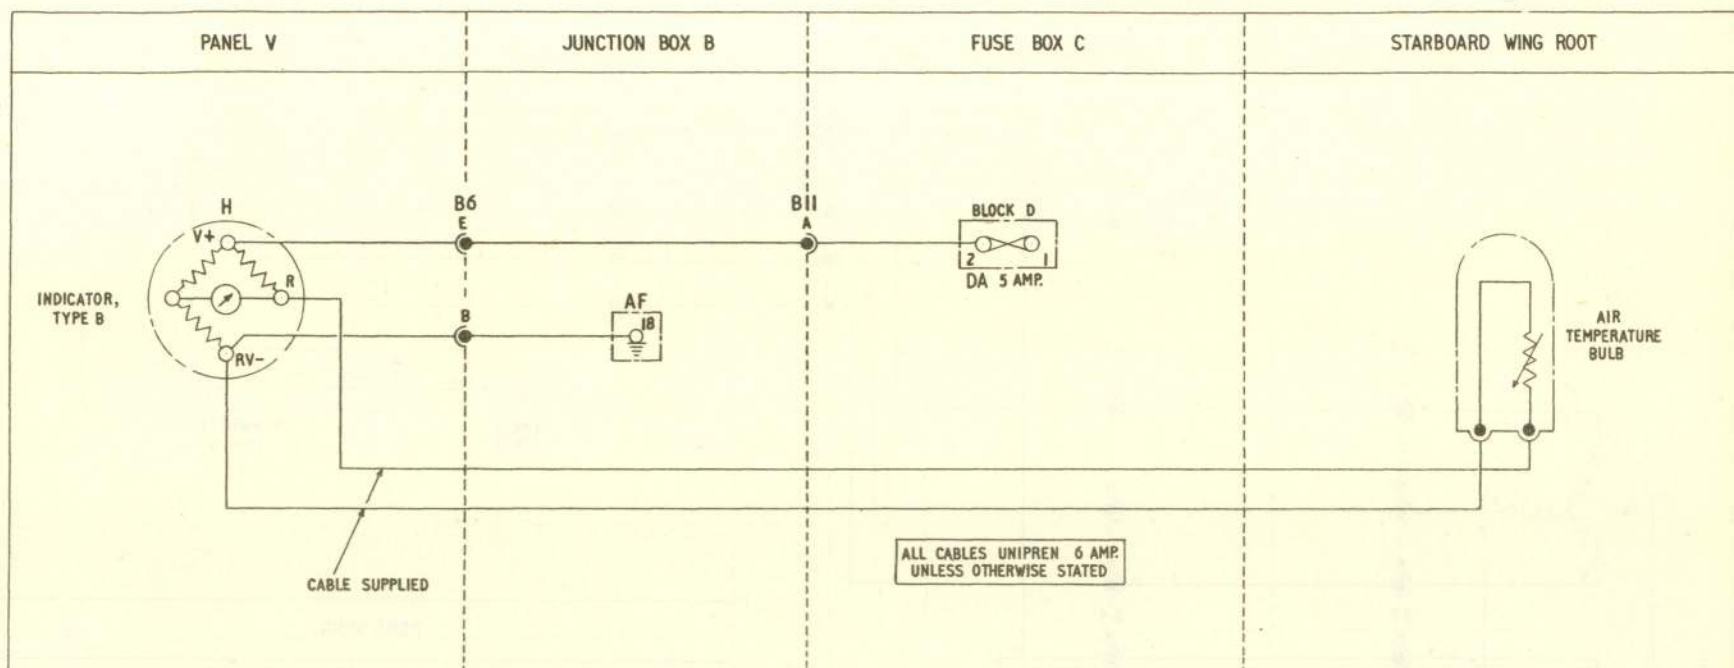 PANEL V
JUNCTION BOX B
FUSE BOX C
STARBOARD WING ROOT
H
V+
R
RV-
INDICATOR,
TYPE B
B6
E
B
AF
18
B11
A
BLOCK D
2 1
DA 5 AMP.
AIR
TEMPERATURE
BULB
CABLE SUPPLIED
ALL CABLES UNIPREN 6 AMP.
UNLESS OTHERWISE STATED